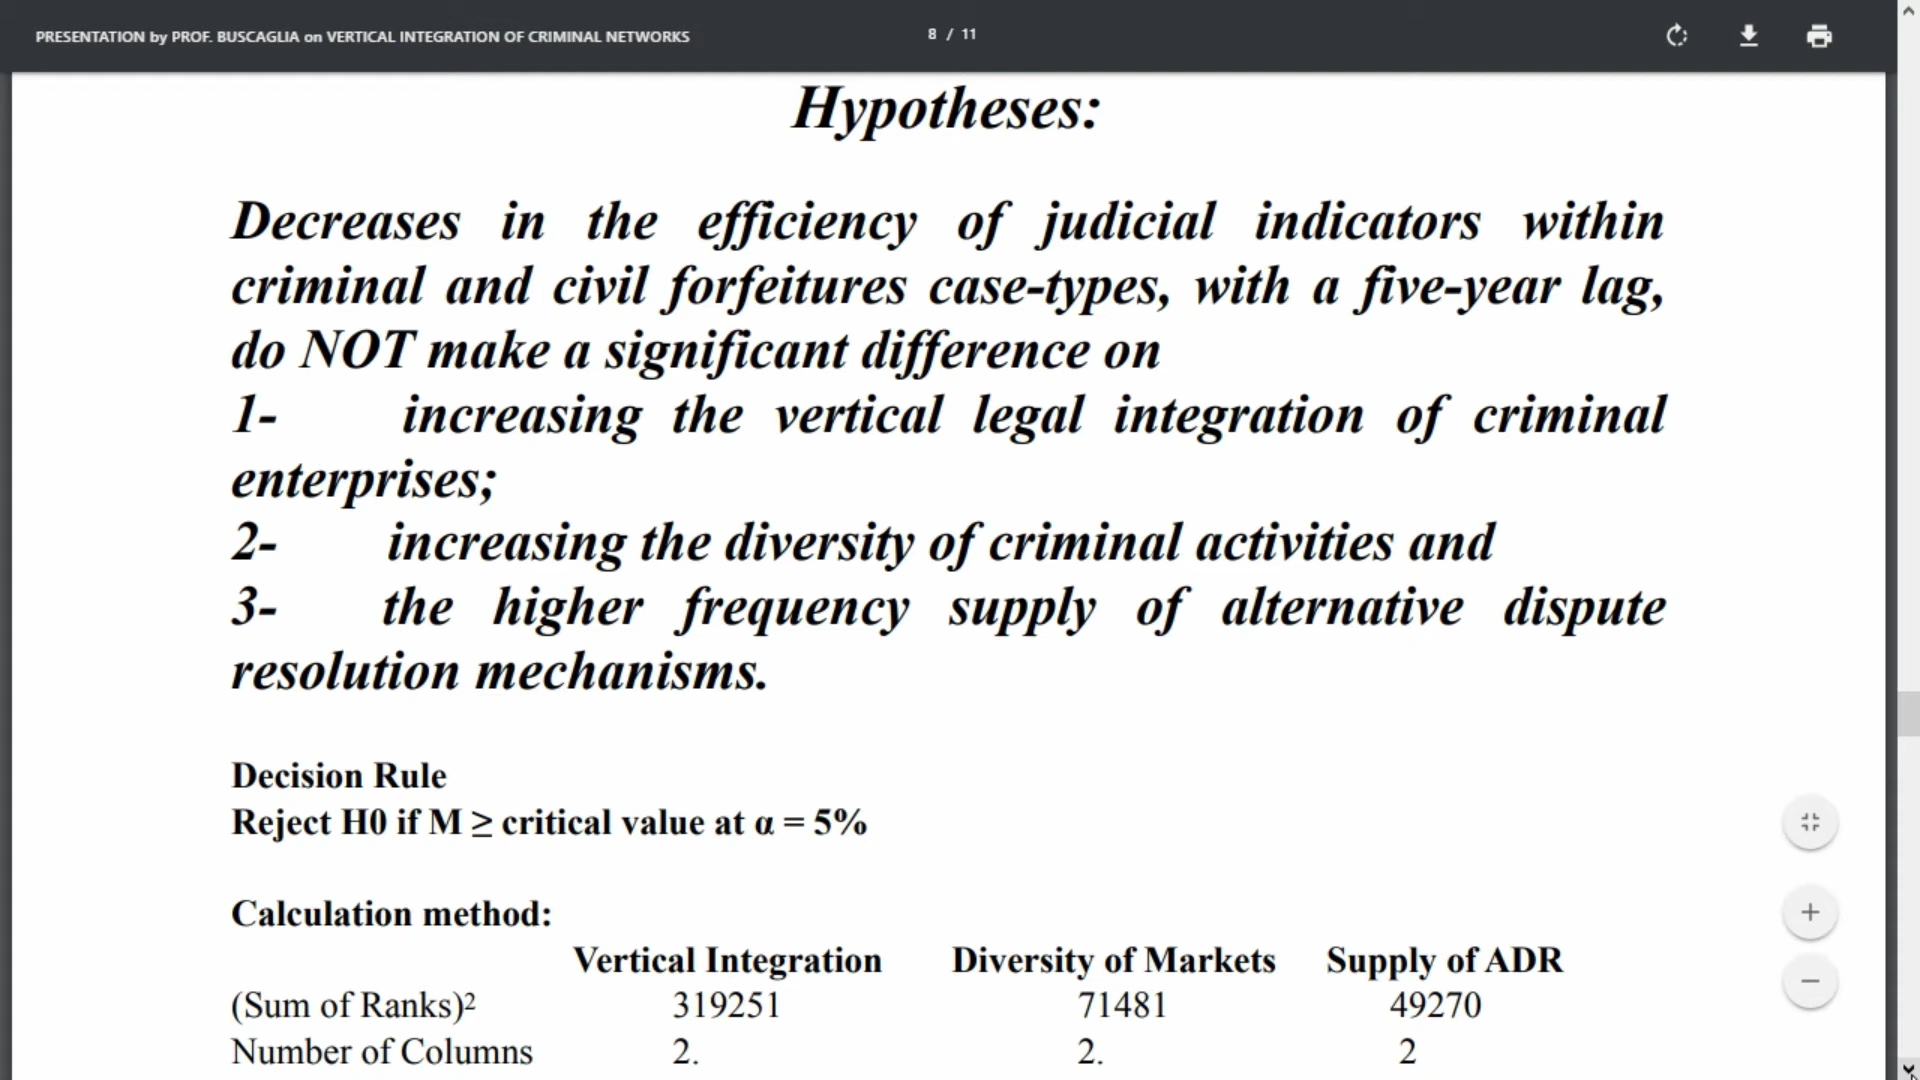 PRESENTATION by PROF. BUSCAGLIA on VERTICAL INTEGRATION OF CRIMINAL NETWORKS
8 / 11
Hypotheses:
Decreases in the efficiency of judicial indicators within
criminal and civil forfeitures case-types, with a five-year lag,
do NOT make a significant difference on
1- increasing the vertical legal integration of criminal
enterprises;
2- increasing the diversity of criminal activities and
3- the higher frequency supply of alternative dispute
resolution mechanisms.
Decision Rule
Reject H0 if M ≥ critical value at α = 5%
Calculation method:
Vertical Integration Diversity of Markets Supply of ADR
(Sum of Ranks)² 319251 71481 49270
Number of Columns 2. 2. 2